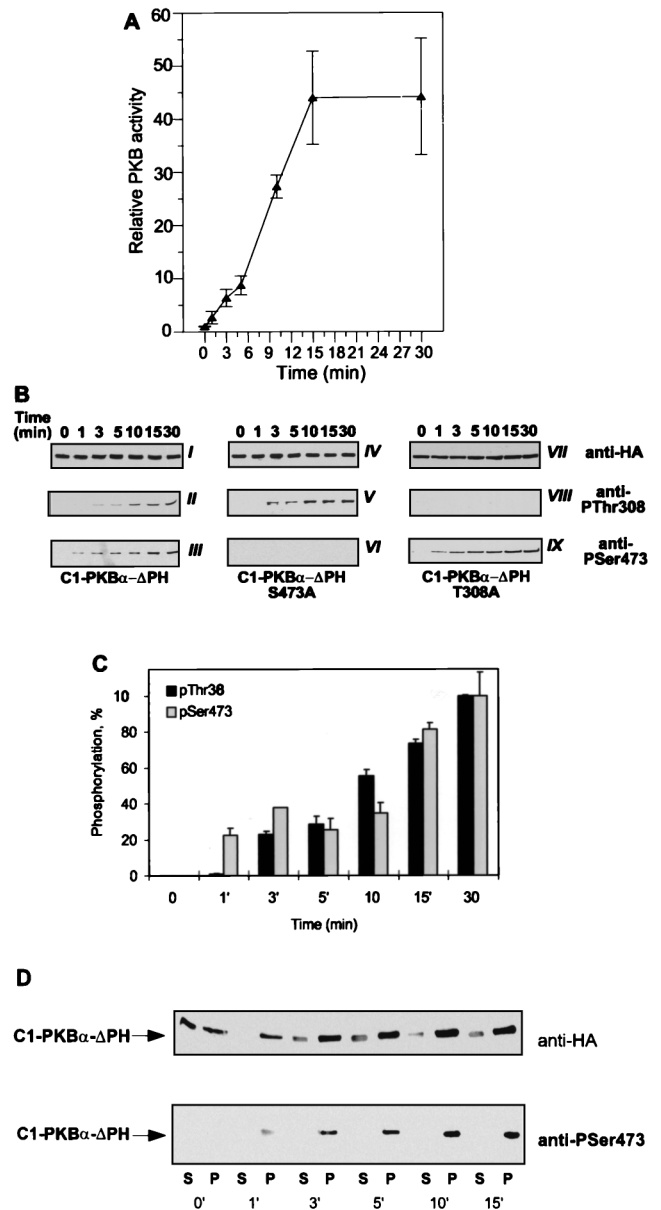 A
60
50
40
30
20
10
0
Relative PKB activity
0 3 6 9 12 15 18 21 24 27 30
Time (min)
B
Time
(min)
0 1 3 5 10 15 30
0 1 3 5 10 15 30
0 1 3 5 10 15 30
I
IV
VII
anti-HA
II
V
VIII
anti-
PThr308
III
VI
IX
anti-
PSer473
C1-PKBα-ΔPH
C1-PKBα-ΔPH
S473A
C1-PKBα-ΔPH
T308A
C
pThr38
pSer473
10
80
60
40
20
0
Phosphorylation, %
0 1' 3' 5' 10 15' 30
Time (min)
D
C1-PKBα-ΔPH
anti-HA
C1-PKBα-ΔPH
anti-PSer473
S P S P S P S P S P S P
0' 1' 3' 5' 10' 15'